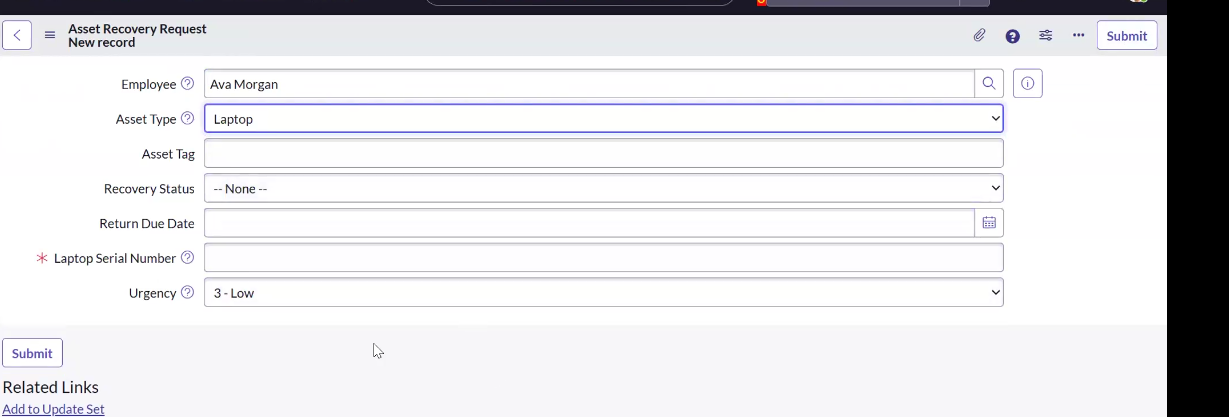 Asset Recovery Request
New record
Submit
Employee Ava Morgan
Asset Type Laptop
Asset Tag
Recovery Status -- None --
Return Due Date
Laptop Serial Number
Urgency 3 - Low
Submit
Related Links
Add to Update Set